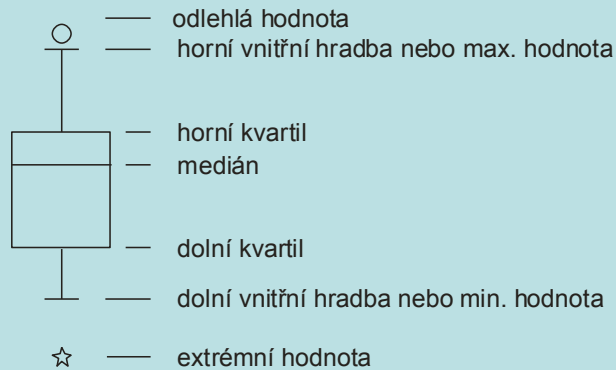 odlehlá hodnota
horní vnitřní hradba nebo max. hodnota
horní kvartil
medián
dolní kvartil
dolní vnitřní hradba nebo min. hodnota
extrémní hodnota